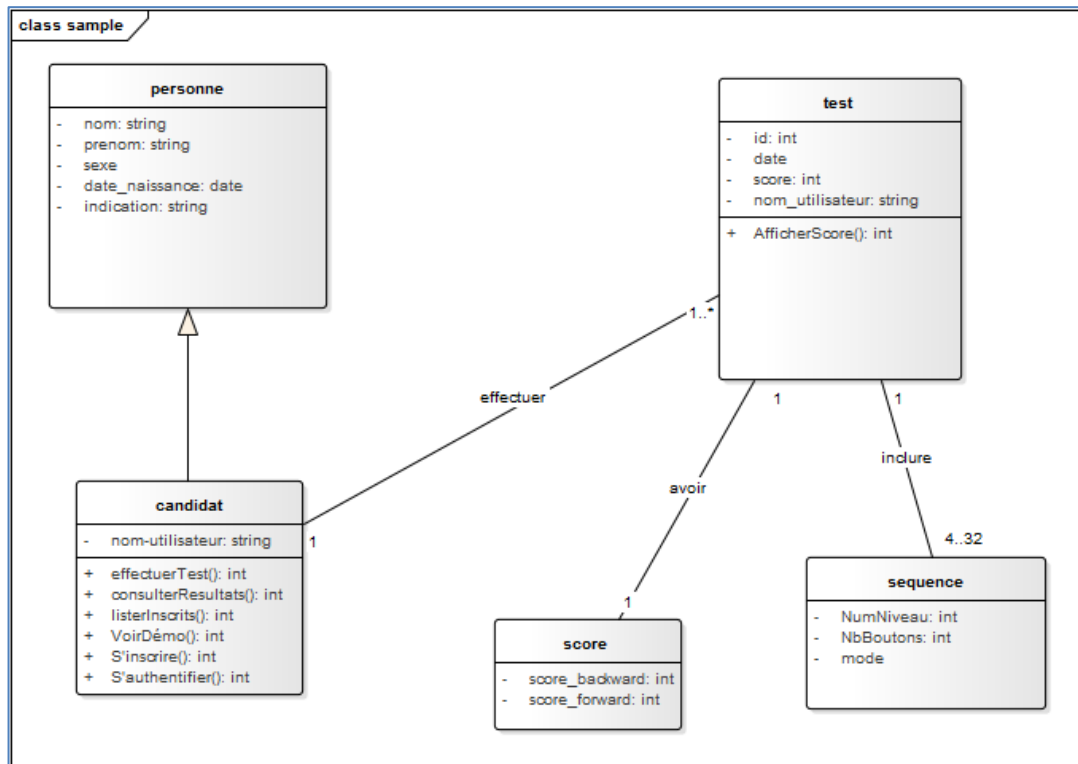 class sample
personne
- nom: string
- prenom: string
- sexe
- date_naissance: date
- indication: string
test
- id: int
- date
- score: int
- nom_utilisateur: string
+ AfficherScore(): int
1..*
effectuer
1
candidat
- nom-utilisateur: string
+ effectuerTest(): int
+ consulterResultats(): int
+ listerInscrits(): int
+ VoirDémo(): int
+ S'inscrire(): int
+ S'authentifier(): int
1
avoir
1
score
- score_backward: int
- score_forward: int
1
inclure
4..32
sequence
- NumNiveau: int
- NbBoutons: int
- mode